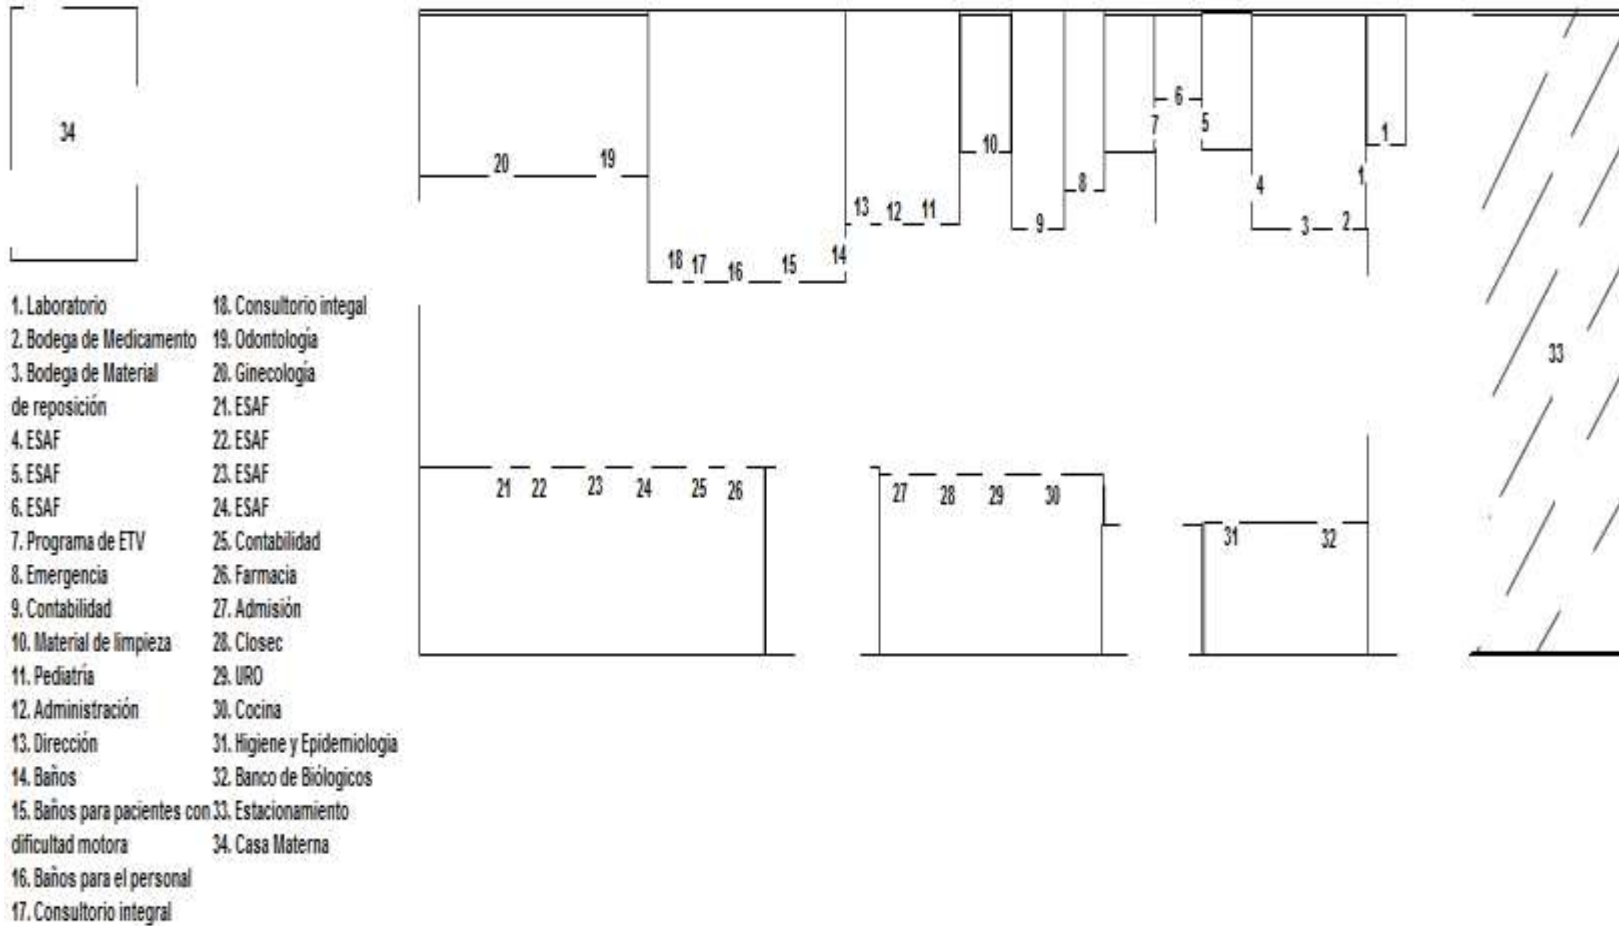 34
20
19
18
17
16
15
14
13
12
11
10
9
8
7
6
5
4
3
2
1
1
33
21
22
23
24
25
26
27
28
29
30
31
32
1. Laboratorio
2. Bodega de Medicamento
3. Bodega de Material
de reposición
4. ESAF
5. ESAF
6. ESAF
7. Programa de ETV
8. Emergencia
9. Contabilidad
10. Material de limpieza
11. Pediatría
12. Administración
13. Dirección
14. Baños
15. Baños para pacientes con
dificultad motora
16. Baños para el personal
17. Consultorio integral
18. Consultorio integal
19. Odontología
20. Ginecología
21. ESAF
22. ESAF
23. ESAF
24. ESAF
25. Contabilidad
26. Farmacia
27. Admisión
28. Closec
29. URO
30. Cocina
31. Higiene y Epidemiologia
32. Banco de Biólogicos
33. Estacionamiento
34. Casa Materna